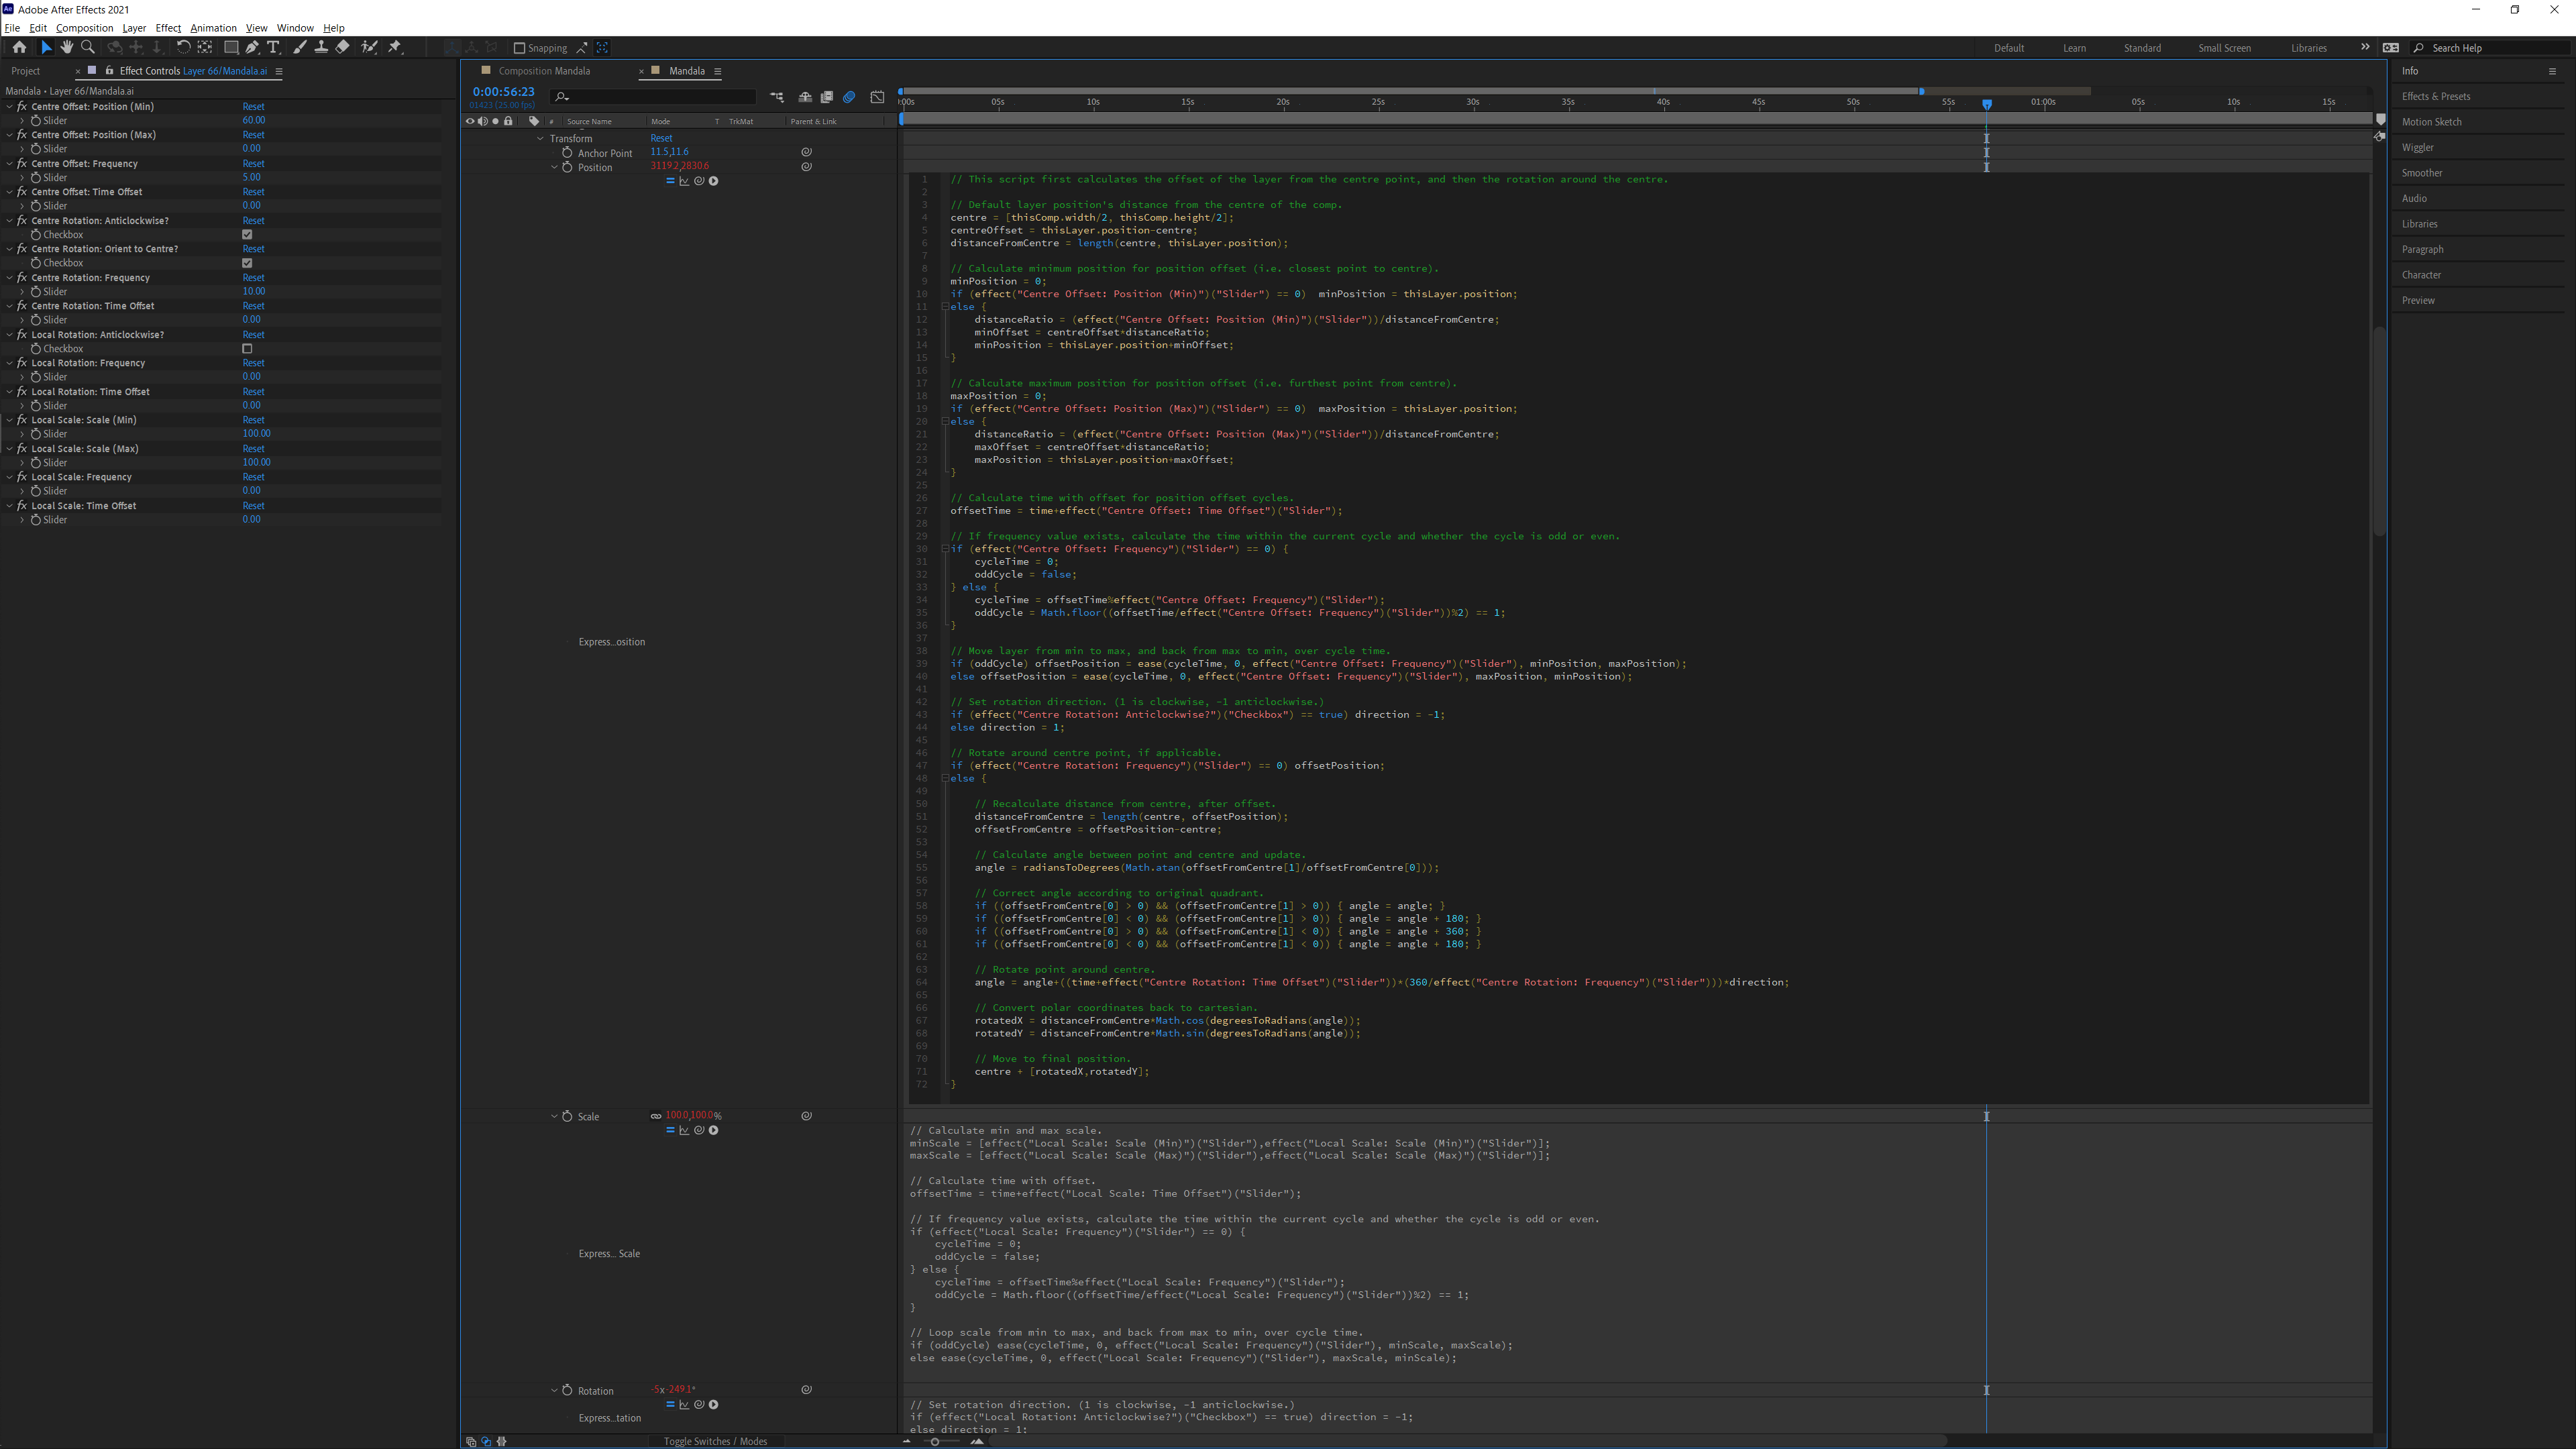 Adobe After Effects 2021
File Edit Composition Layer Effect Animation View Window Help
Snapping
Default Learn Standard Small Screen Libraries
Search Help
Project
Effect Controls Layer 66/Mandala.ai
Mandala • Layer 66/Mandala.ai
fx Centre Offset: Position (Min) Reset
Slider 60.00
fx Centre Offset: Position (Max) Reset
Slider 0.00
fx Centre Offset: Frequency Reset
Slider 5.00
fx Centre Offset: Time Offset Reset
Slider 0.00
fx Centre Rotation: Anticlockwise? Reset
Checkbox
fx Centre Rotation: Orient to Centre? Reset
Checkbox
fx Centre Rotation: Frequency Reset
Slider 10.00
fx Centre Rotation: Time Offset Reset
Slider 0.00
fx Local Rotation: Anticlockwise? Reset
Checkbox
fx Local Rotation: Frequency Reset
Slider 0.00
fx Local Rotation: Time Offset Reset
Slider 0.00
fx Local Scale: Scale (Min) Reset
Slider 100.00
fx Local Scale: Scale (Max) Reset
Slider 100.00
fx Local Scale: Frequency Reset
Slider 0.00
fx Local Scale: Time Offset Reset
Slider 0.00
Composition Mandala
Mandala
0:00:56:23
01423 (25.00 fps)
:00s 05s 10s 15s 20s 25s 30s 35s 40s 45s 50s 55s 01:00s 05s 10s 15s
# Source Name Mode T TrkMat Parent & Link
Transform Reset
Anchor Point 11.5,11.6
Position 3119.2,2830.6
Express...osition
1 // This script first calculates the offset of the layer from the centre point, and then the rotation around the centre.
2
3 // Default layer position's distance from the centre of the comp.
4 centre = [thisComp.width/2, thisComp.height/2];
5 centreOffset = thisLayer.position-centre;
6 distanceFromCentre = length(centre, thisLayer.position);
7
8 // Calculate minimum position for position offset (i.e. closest point to centre).
9 minPosition = 0;
10 if (effect("Centre Offset: Position (Min)")("Slider") == 0)  minPosition = thisLayer.position;
11 else {
12     distanceRatio = (effect("Centre Offset: Position (Min)")("Slider"))/distanceFromCentre;
13     minOffset = centreOffset*distanceRatio;
14     minPosition = thisLayer.position+minOffset;
15 }
16
17 // Calculate maximum position for position offset (i.e. furthest point from centre).
18 maxPosition = 0;
19 if (effect("Centre Offset: Position (Max)")("Slider") == 0)  maxPosition = thisLayer.position;
20 else {
21     distanceRatio = (effect("Centre Offset: Position (Max)")("Slider"))/distanceFromCentre;
22     maxOffset = centreOffset*distanceRatio;
23     maxPosition = thisLayer.position+maxOffset;
24 }
25
26 // Calculate time with offset for position offset cycles.
27 offsetTime = time+effect("Centre Offset: Time Offset")("Slider");
28
29 // If frequency value exists, calculate the time within the current cycle and whether the cycle is odd or even.
30 if (effect("Centre Offset: Frequency")("Slider") == 0) {
31     cycleTime = 0;
32     oddCycle = false;
33 } else {
34     cycleTime = offsetTime%effect("Centre Offset: Frequency")("Slider");
35     oddCycle = Math.floor((offsetTime/effect("Centre Offset: Frequency")("Slider"))%2) == 1;
36 }
37
38 // Move layer from min to max, and back from max to min, over cycle time.
39 if (oddCycle) offsetPosition = ease(cycleTime, 0, effect("Centre Offset: Frequency")("Slider"), minPosition, maxPosition);
40 else offsetPosition = ease(cycleTime, 0, effect("Centre Offset: Frequency")("Slider"), maxPosition, minPosition);
41
42 // Set rotation direction. (1 is clockwise, -1 anticlockwise.)
43 if (effect("Centre Rotation: Anticlockwise?")("Checkbox") == true) direction = -1;
44 else direction = 1;
45
46 // Rotate around centre point, if applicable.
47 if (effect("Centre Rotation: Frequency")("Slider") == 0) offsetPosition;
48 else {
49
50     // Recalculate distance from centre, after offset.
51     distanceFromCentre = length(centre, offsetPosition);
52     offsetFromCentre = offsetPosition-centre;
53
54     // Calculate angle between point and centre and update.
55     angle = radiansToDegrees(Math.atan(offsetFromCentre[1]/offsetFromCentre[0]));
56
57     // Correct angle according to original quadrant.
58     if ((offsetFromCentre[0] > 0) && (offsetFromCentre[1] > 0)) { angle = angle; }
59     if ((offsetFromCentre[0] < 0) && (offsetFromCentre[1] > 0)) { angle = angle + 180; }
60     if ((offsetFromCentre[0] > 0) && (offsetFromCentre[1] < 0)) { angle = angle + 360; }
61     if ((offsetFromCentre[0] < 0) && (offsetFromCentre[1] < 0)) { angle = angle + 180; }
62
63     // Rotate point around centre.
64     angle = angle+((time+effect("Centre Rotation: Time Offset")("Slider"))*(360/effect("Centre Rotation: Frequency")("Slider")))*direction;
65
66     // Convert polar coordinates back to cartesian.
67     rotatedX = distanceFromCentre*Math.cos(degreesToRadians(angle));
68     rotatedY = distanceFromCentre*Math.sin(degreesToRadians(angle));
69
70     // Move to final position.
71     centre + [rotatedX,rotatedY];
72 }
Scale 100.0,100.0%
Express... Scale
// Calculate min and max scale.
minScale = [effect("Local Scale: Scale (Min)")("Slider"),effect("Local Scale: Scale (Min)")("Slider")];
maxScale = [effect("Local Scale: Scale (Max)")("Slider"),effect("Local Scale: Scale (Max)")("Slider")];
// Calculate time with offset.
offsetTime = time+effect("Local Scale: Time Offset")("Slider");
// If frequency value exists, calculate the time within the current cycle and whether the cycle is odd or even.
if (effect("Local Scale: Frequency")("Slider") == 0) {
    cycleTime = 0;
    oddCycle = false;
} else {
    cycleTime = offsetTime%effect("Local Scale: Frequency")("Slider");
    oddCycle = Math.floor((offsetTime/effect("Local Scale: Frequency")("Slider"))%2) == 1;
}
// Loop scale from min to max, and back from max to min, over cycle time.
if (oddCycle) ease(cycleTime, 0, effect("Local Scale: Frequency")("Slider"), minScale, maxScale);
else ease(cycleTime, 0, effect("Local Scale: Frequency")("Slider"), maxScale, minScale);
Rotation -5x-249.1°
Express...tation
// Set rotation direction. (1 is clockwise, -1 anticlockwise.)
if (effect("Local Rotation: Anticlockwise?")("Checkbox") == true) direction = -1;
else direction = 1;
Toggle Switches / Modes
Info
Effects & Presets
Motion Sketch
Wiggler
Smoother
Audio
Libraries
Paragraph
Character
Preview